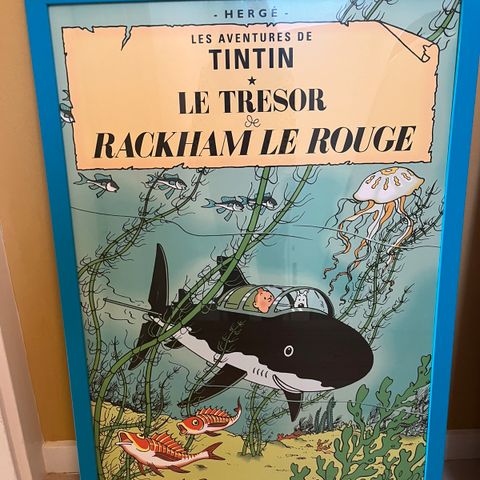 - HERGÉ -
LES AVENTURES DE
TINTIN
LE TRESOR
de
RACKHAM LE ROUGE